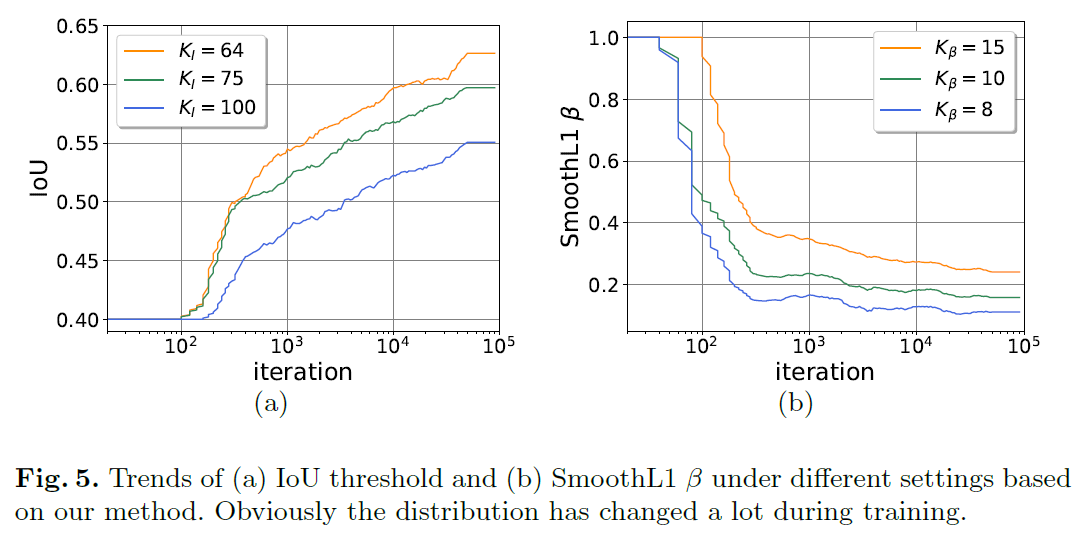 0.65
0.60
0.55
0.50
0.45
0.40
IoU
K_I = 64
K_I = 75
K_I = 100
10^2 10^3 10^4 10^5
iteration
(a)
1.0
0.8
0.6
0.4
0.2
SmoothL1 β
K_β = 15
K_β = 10
K_β = 8
10^2 10^3 10^4 10^5
iteration
(b)
Fig. 5. Trends of (a) IoU threshold and (b) SmoothL1 β under different settings based
on our method. Obviously the distribution has changed a lot during training.